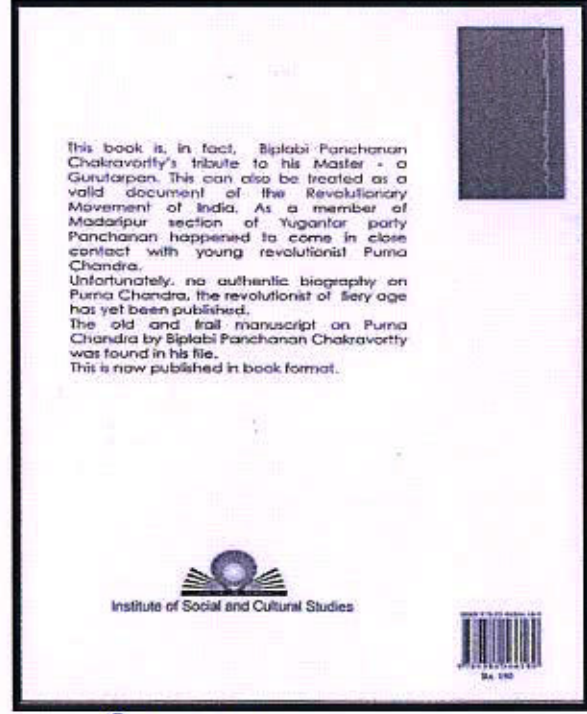 This book is, in fact, Biplabi Panchanan
Chakravortty's tribute to his Master - a
Gurutarpan. This can also be treated as a
valid document of the Revolutionary
Movement of India. As a member of
Madaripur section of Yugantar party
Panchanan happened to come in close
contact with young revolutionist Purna
Chandra.
Unfortunately, no authentic biography on
Purna Chandra, the revolutionist of fiery age
has yet been published.
The old and frail manuscript on Purna
Chandra by Biplabi Panchanan Chakravortty
was found in his file.
This is now published in book format.
Institute of Social and Cultural Studies